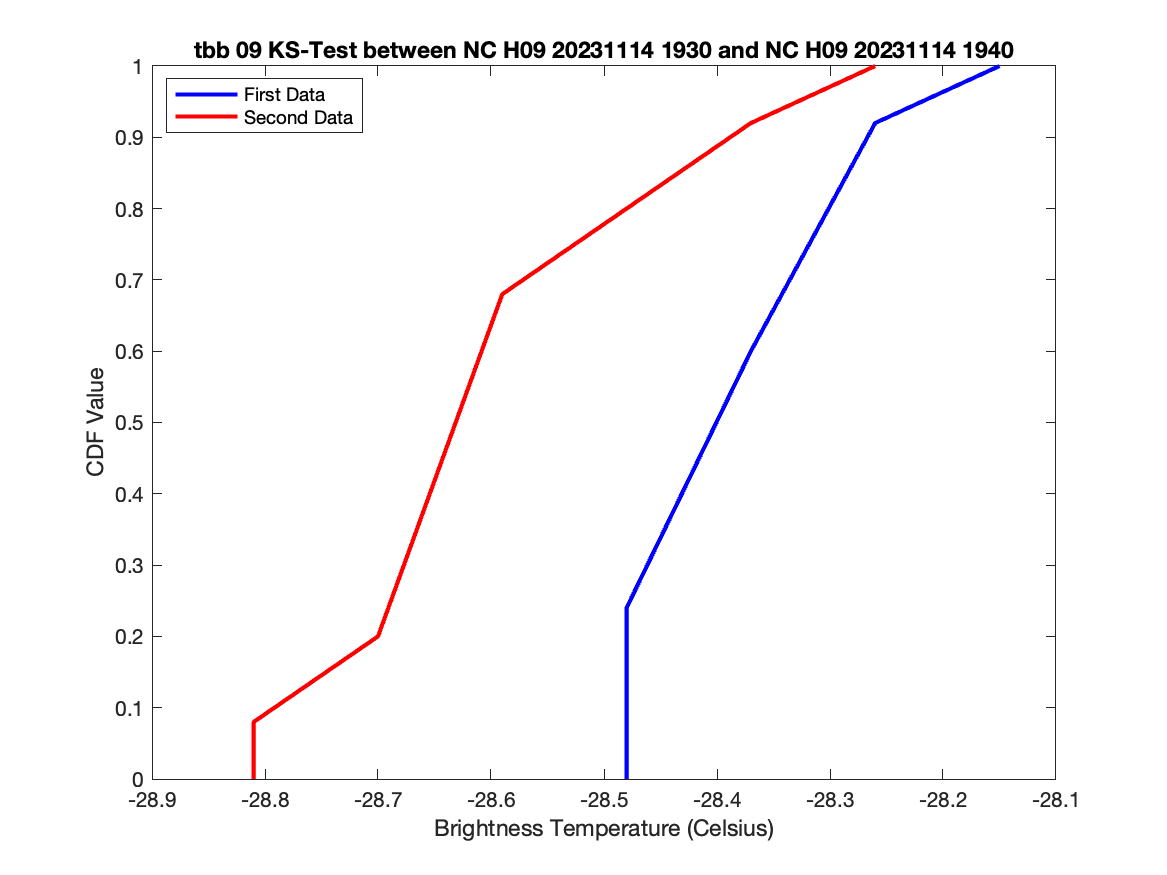 tbb 09 KS-Test between NC H09 20231114 1930 and NC H09 20231114 1940
First Data
Second Data
1
0.9
0.8
0.7
0.6
0.5
0.4
0.3
0.2
0.1
0
CDF Value
-28.9 -28.8 -28.7 -28.6 -28.5 -28.4 -28.3 -28.2 -28.1
Brightness Temperature (Celsius)